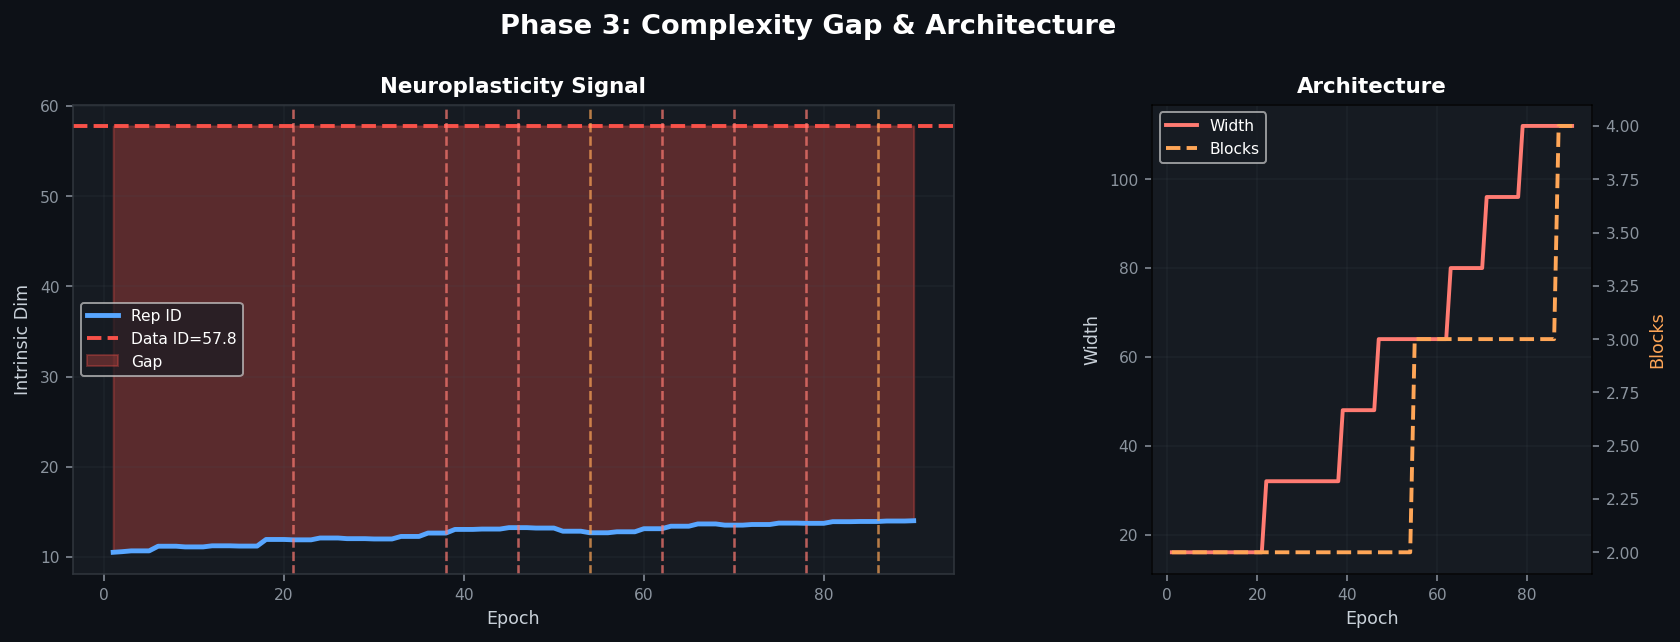 Phase 3: Complexity Gap & Architecture
Neuroplasticity Signal
60
50
40
30
20
10
Intrinsic Dim
Rep ID
Data ID=57.8
Gap
0
20
40
60
80
Epoch
Architecture
Width
Blocks
100
80
60
40
20
Width
4.00
3.75
3.50
3.25
3.00
2.75
2.50
2.25
2.00
Blocks
0
20
40
60
80
Epoch